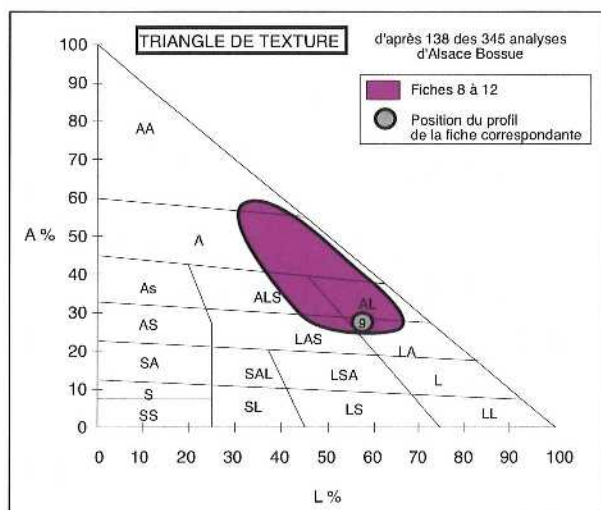 TRIANGLE DE TEXTURE
d'après 138 des 345 analyses
d'Alsace Bossue
Fiches 8 à 12
Position du profil
de la fiche correspondante
A %
100
90
80
70
60
50
40
30
20
10
0
AA
A
As
ALS
AL
9
AS
LAS
LA
SA
SAL
LSA
L
S
SS
SL
LS
LL
0 10 20 30 40 50 60 70 80 90 100
L %